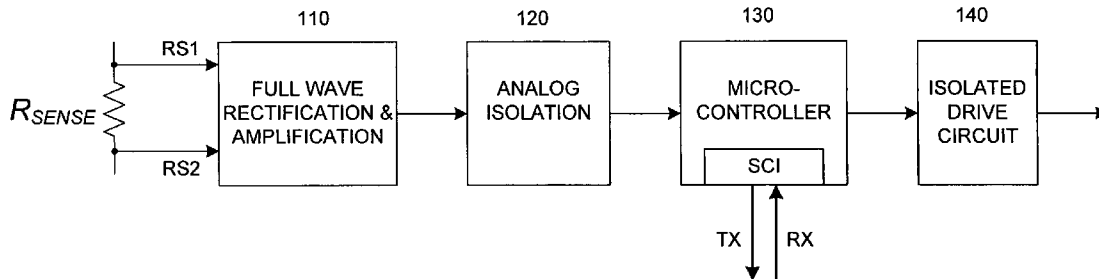 110
120
130
140
RS1
RSENSE
RS2
FULL WAVE
RECTIFICATION &
AMPLIFICATION
ANALOG
ISOLATION
MICRO-
CONTROLLER
SCI
ISOLATED
DRIVE
CIRCUIT
TX
RX